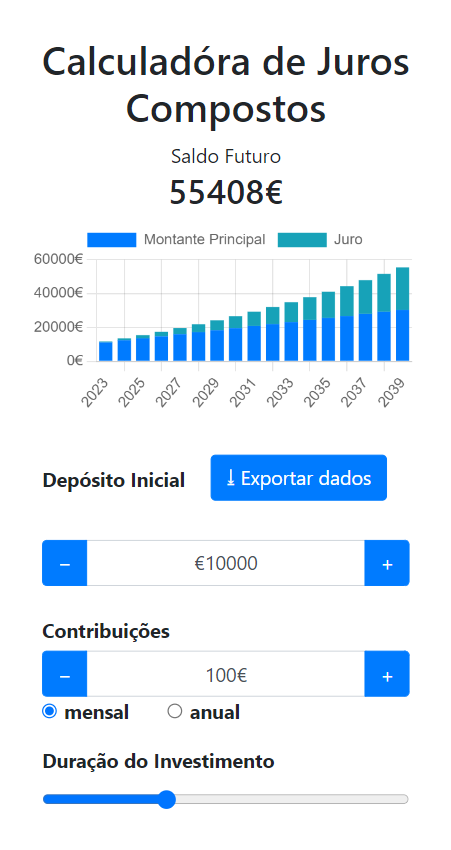 Calculadóra de Juros
Compostos
Saldo Futuro
55408€
Montante Principal Juro
60000€
40000€
20000€
0€
2023 2025 2027 2029 2031 2033 2035 2037 2039
Depósito Inicial
Exportar dados
− €10000 +
Contribuições
− 100€ +
mensal anual
Duração do Investimento